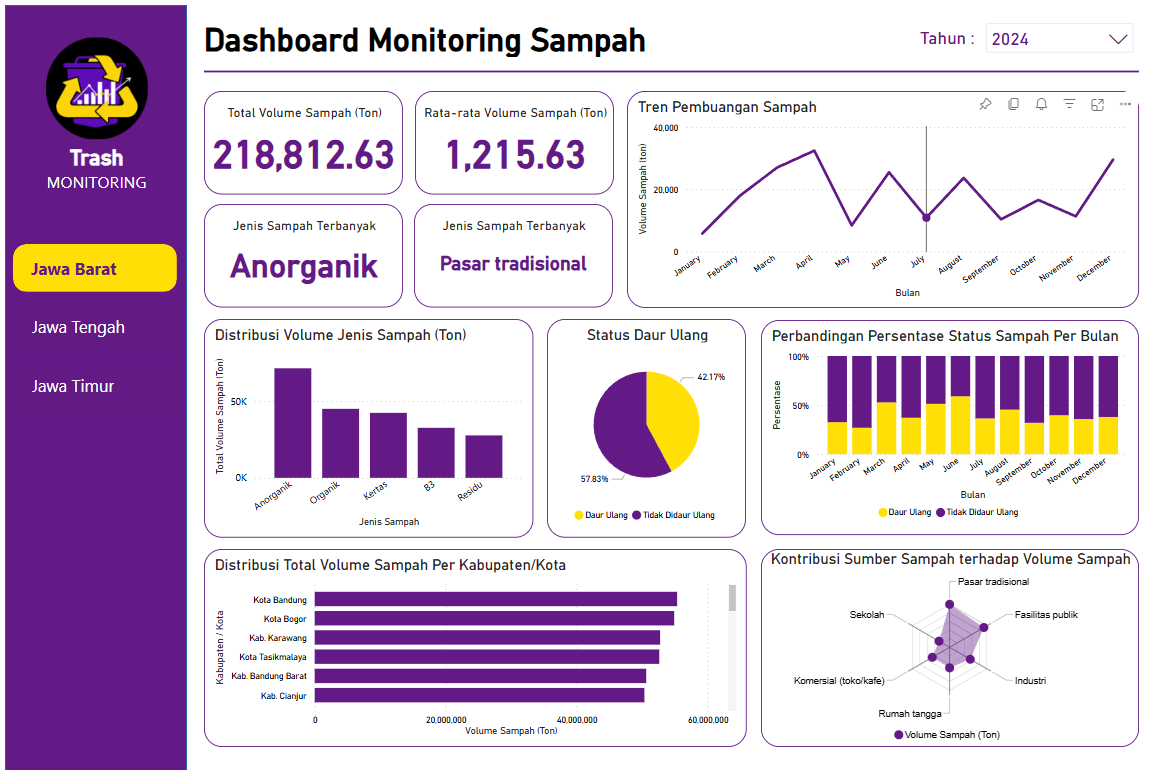 Trash
MONITORING
Jawa Barat
Jawa Tengah
Jawa Timur
Dashboard Monitoring Sampah
Tahun :
2024
Total Volume Sampah (Ton)
218,812.63
Rata-rata Volume Sampah (Ton)
1,215.63
Jenis Sampah Terbanyak
Anorganik
Jenis Sampah Terbanyak
Pasar tradisional
Tren Pembuangan Sampah
Volume Sampah (ton)
40,000
20,000
0
January
February
March
April
May
June
July
August
September
October
November
December
Bulan
Distribusi Volume Jenis Sampah (Ton)
Total Volume Sampah (Ton)
50K
0K
Anorganik
Organik
Kertas
B3
Residu
Jenis Sampah
Status Daur Ulang
42.17%
57.83%
Daur Ulang
Tidak Didaur Ulang
Perbandingan Persentase Status Sampah Per Bulan
Persentase
100%
50%
0%
January
February
March
April
May
June
July
August
September
October
November
December
Bulan
Daur Ulang
Tidak Didaur Ulang
Distribusi Total Volume Sampah Per Kabupaten/Kota
Kabupaten / Kota
Kota Bandung
Kota Bogor
Kab. Karawang
Kota Tasikmalaya
Kab. Bandung Barat
Kab. Cianjur
0
20,000,000
40,000,000
60,000,000
Volume Sampah (Ton)
Kontribusi Sumber Sampah terhadap Volume Sampah
Pasar tradisional
Sekolah
Fasilitas publik
Komersial (toko/kafe)
Industri
Rumah tangga
Volume Sampah (Ton)